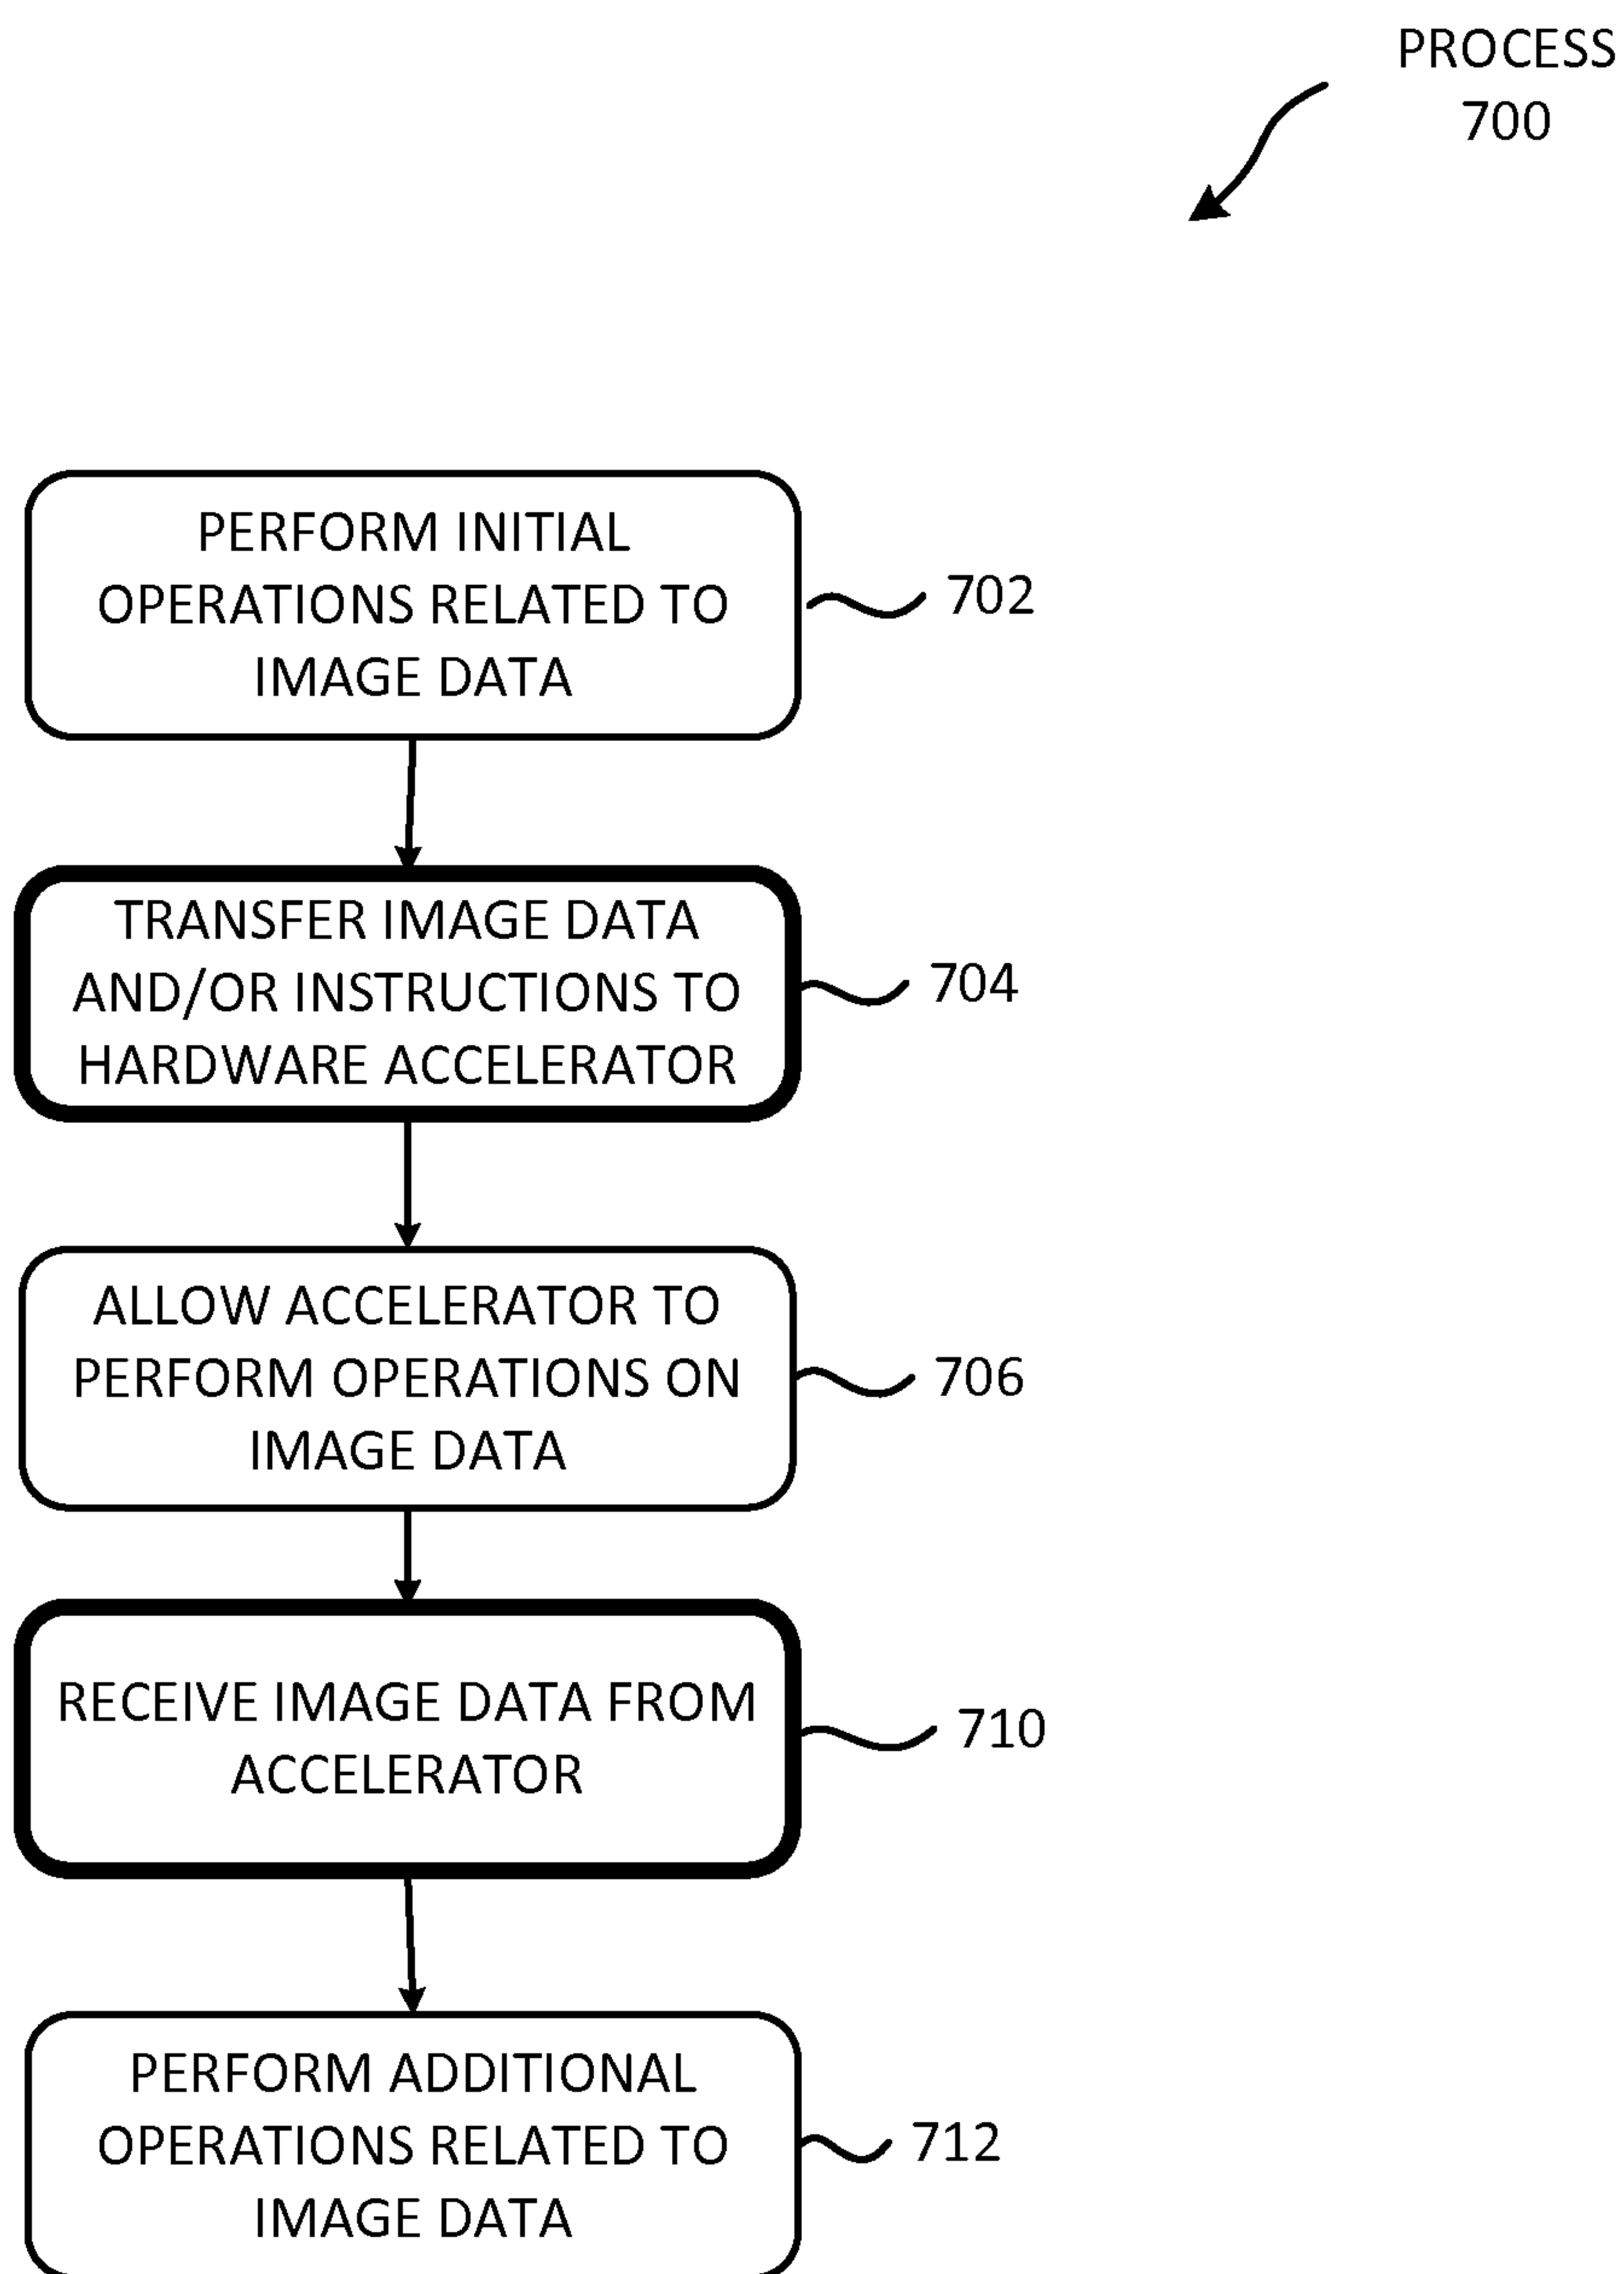 PROCESS
700
PERFORM INITIAL
OPERATIONS RELATED TO
IMAGE DATA
702
TRANSFER IMAGE DATA
AND/OR INSTRUCTIONS TO
HARDWARE ACCELERATOR
704
ALLOW ACCELERATOR TO
PERFORM OPERATIONS ON
IMAGE DATA
706
RECEIVE IMAGE DATA FROM
ACCELERATOR
710
PERFORM ADDITIONAL
OPERATIONS RELATED TO
IMAGE DATA
712